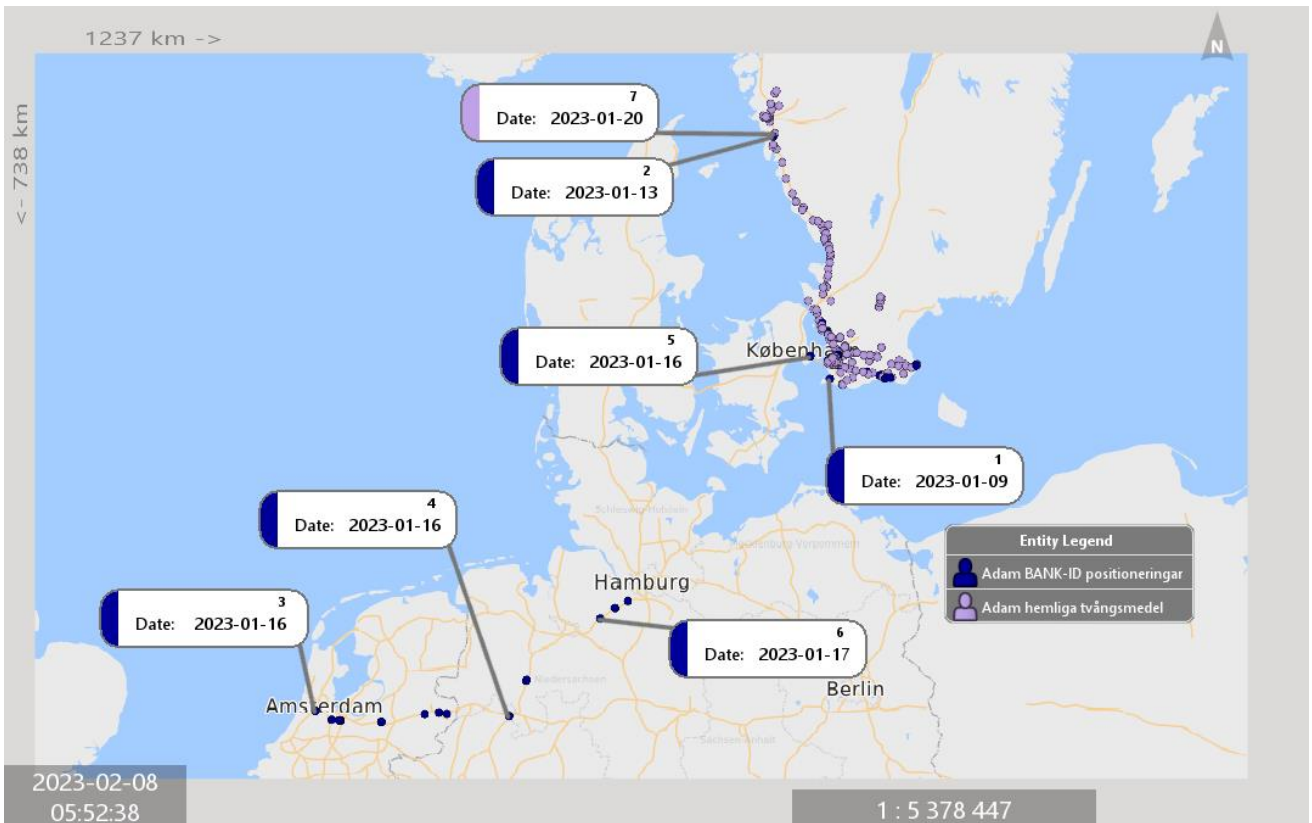 1237 km ->
<- 738 km
N
7
Date: 2023-01-20
2
Date: 2023-01-13
5
Date: 2023-01-16
København
1
Date: 2023-01-09
4
Date: 2023-01-16
Schleswig-Holstein
Mecklenburg-Vorpommern
Entity Legend
Adam BANK-ID positioneringar
Adam hemliga tvångsmedel
Hamburg
3
Date: 2023-01-16
6
Date: 2023-01-17
Niedersachsen
Berlin
Amsterdam
Sachsen-Anhalt
2023-02-08
05:52:38
1 : 5 378 447